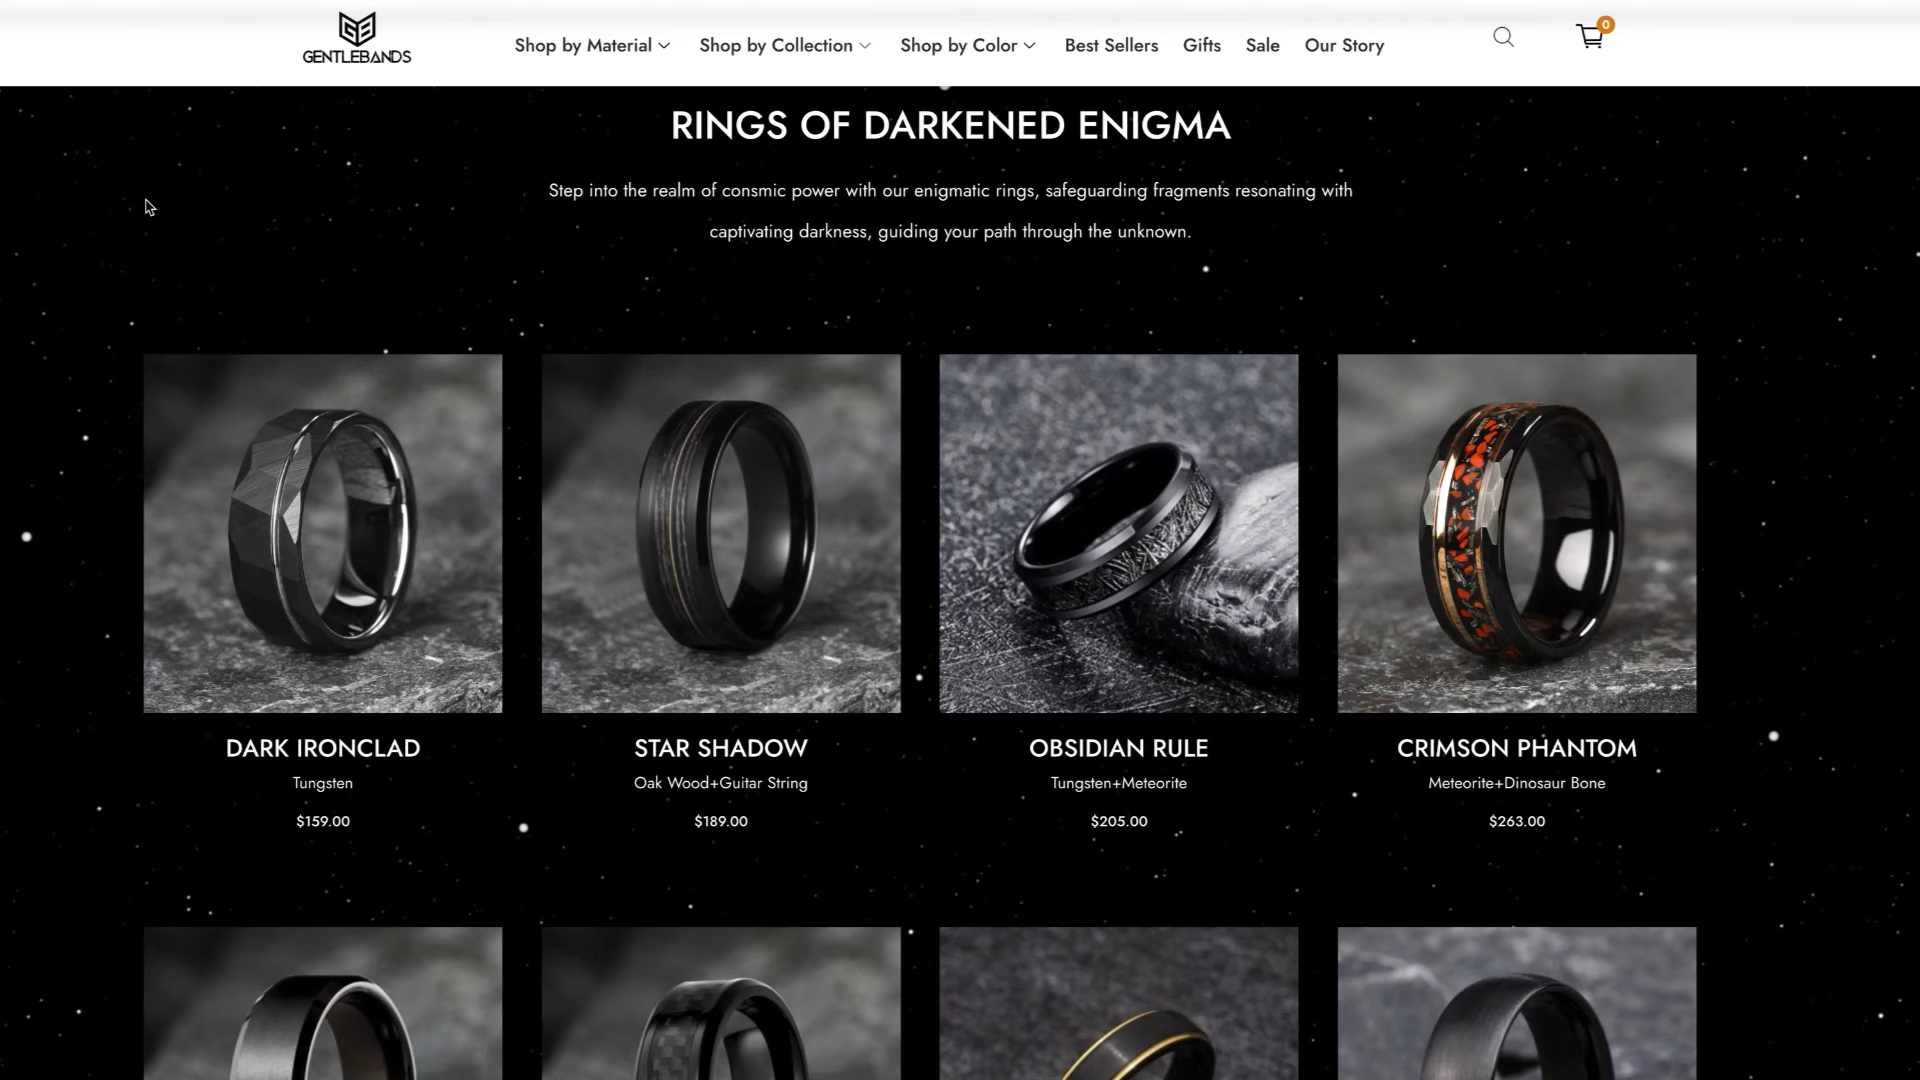 GENTLEBANDS
Shop by Material
Shop by Collection
Shop by Color
Best Sellers
Gifts
Sale
Our Story
0
RINGS OF DARKENED ENIGMA
Step into the realm of consmic power with our enigmatic rings, safeguarding fragments resonating with
captivating darkness, guiding your path through the unknown.
DARK IRONCLAD
Tungsten
$159.00
STAR SHADOW
Oak Wood+Guitar String
$189.00
OBSIDIAN RULE
Tungsten+Meteorite
$205.00
CRIMSON PHANTOM
Meteorite+Dinosaur Bone
$263.00